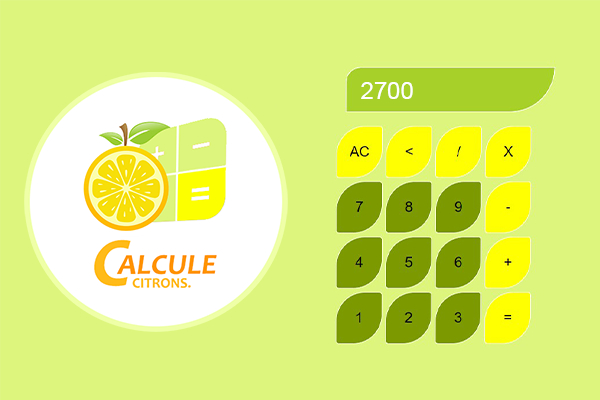 2700
AC < / X
7 8 9 -
4 5 6 +
1 2 3 =
+ -
=
CALCULE
CITRONS.